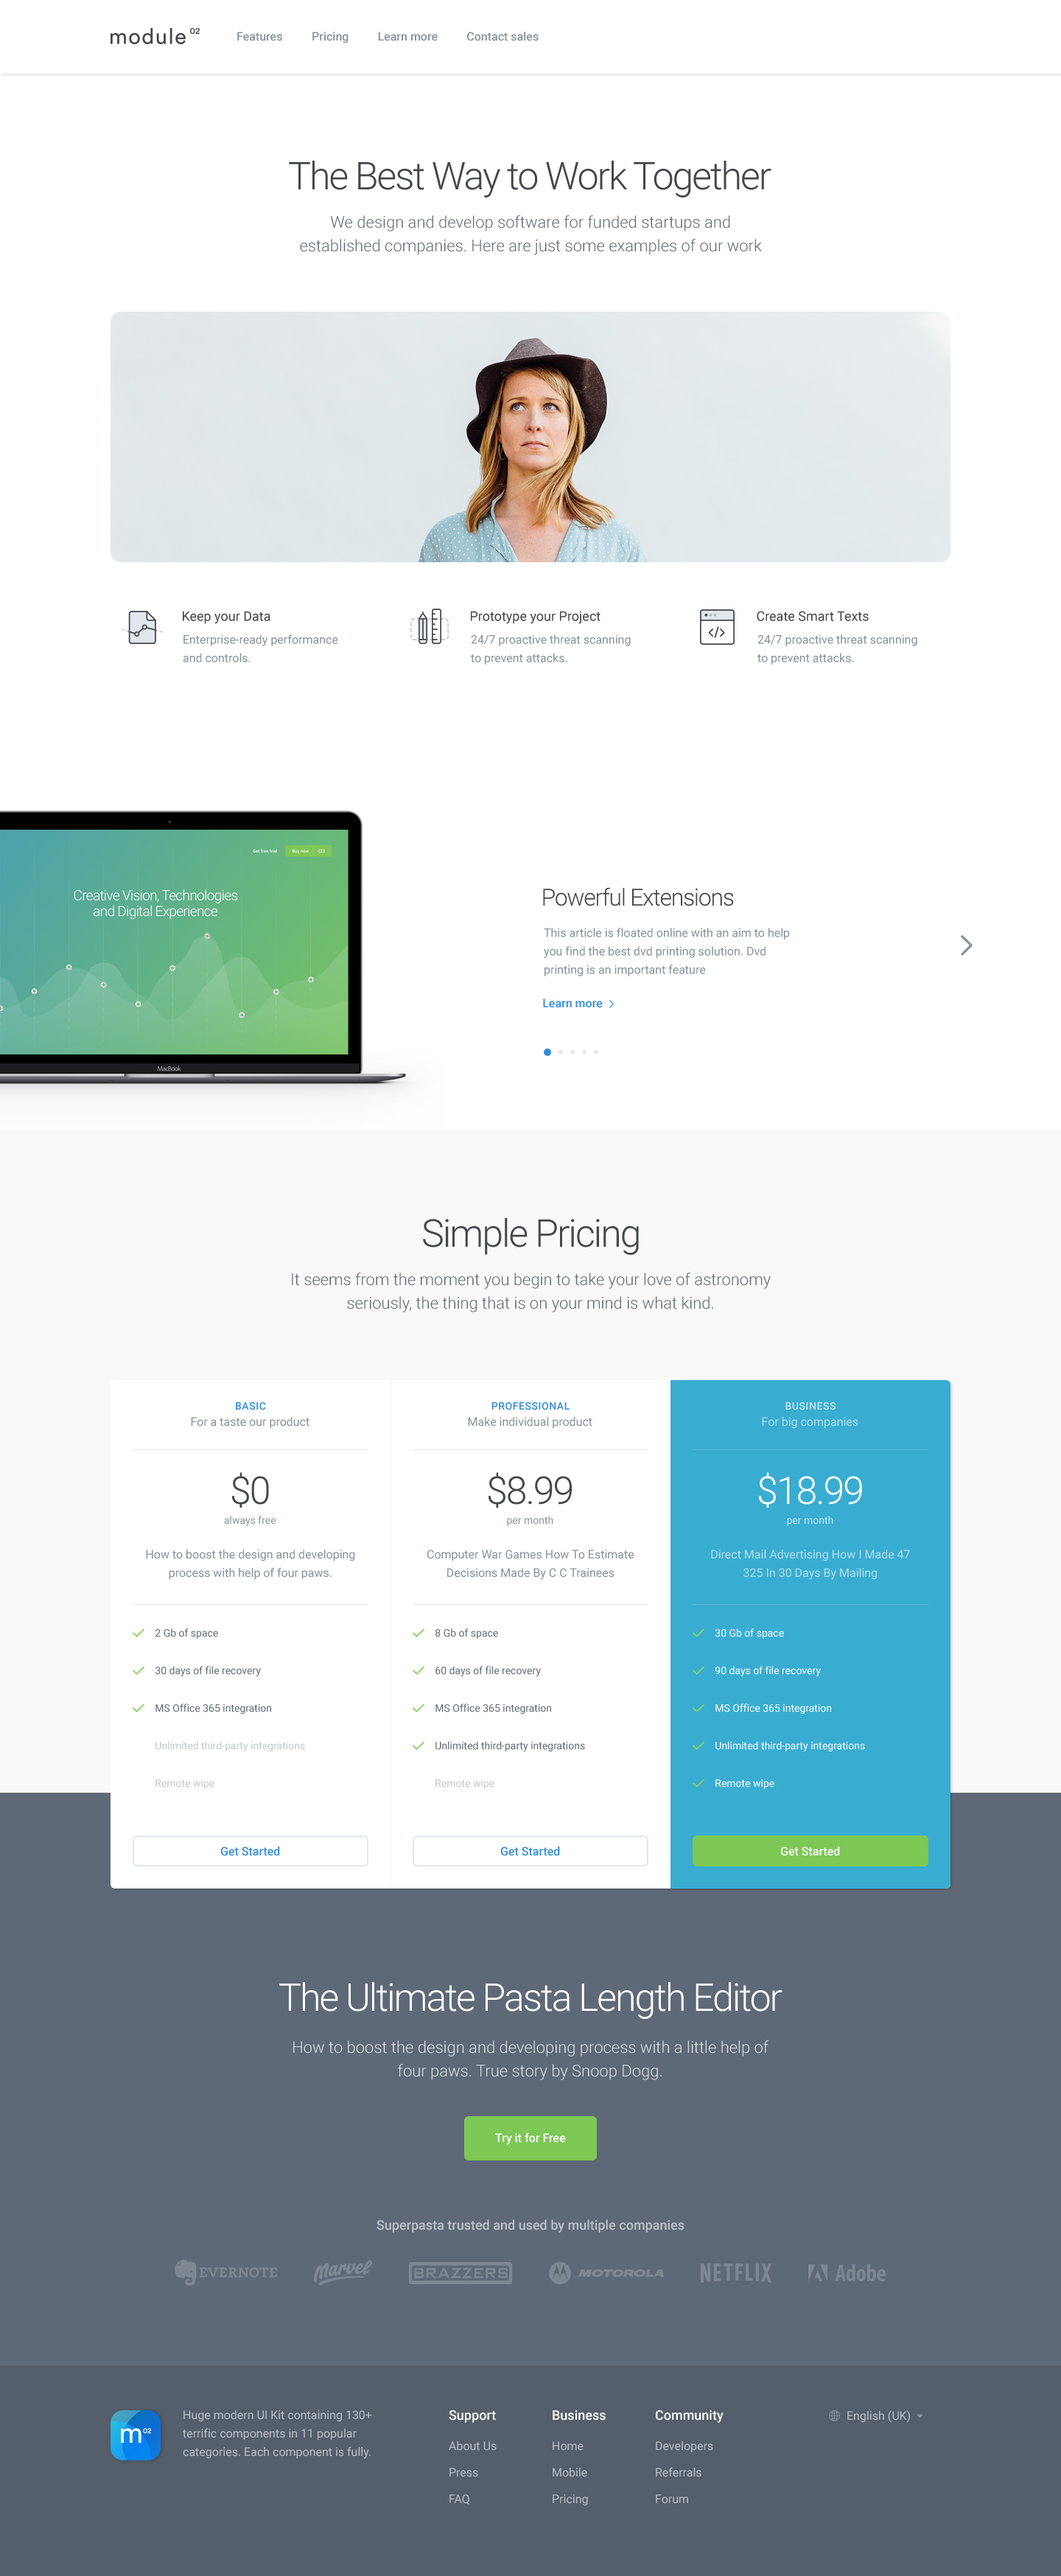 module 02
Features
Pricing
Learn more
Contact sales
The Best Way to Work Together
We design and develop software for funded startups and
established companies. Here are just some examples of our work
Keep your Data
Enterprise-ready performance
and controls.
Prototype your Project
24/7 proactive threat scanning
to prevent attacks.
Create Smart Texts
24/7 proactive threat scanning
to prevent attacks.
Get free trial
Buy now
Creative Vision, Technologies
and Digital Experience
MacBook
Powerful Extensions
This article is floated online with an aim to help
you find the best dvd printing solution. Dvd
printing is an important feature
Learn more
Simple Pricing
It seems from the moment you begin to take your love of astronomy
seriously, the thing that is on your mind is what kind.
BASIC
For a taste our product
$0
always free
How to boost the design and developing
process with help of four paws.
2 Gb of space
30 days of file recovery
MS Office 365 integration
Unlimited third-party integrations
Remote wipe
Get Started
PROFESSIONAL
Make individual product
$8.99
per month
Computer War Games How To Estimate
Decisions Made By C C Trainees
8 Gb of space
60 days of file recovery
MS Office 365 integration
Unlimited third-party integrations
Remote wipe
Get Started
BUSINESS
For big companies
$18.99
per month
Direct Mail Advertising How I Made 47
325 In 30 Days By Mailing
30 Gb of space
90 days of file recovery
MS Office 365 integration
Unlimited third-party integrations
Remote wipe
Get Started
The Ultimate Pasta Length Editor
How to boost the design and developing process with a little help of
four paws. True story by Snoop Dogg.
Try it for Free
Superpasta trusted and used by multiple companies
EVERNOTE
Marvel
BRAZZERS
MOTOROLA
NETFLIX
Adobe
m02
Huge modern UI Kit containing 130+
terrific components in 11 popular
categories. Each component is fully.
Support
About Us
Press
FAQ
Business
Home
Mobile
Pricing
Community
Developers
Referrals
Forum
English (UK)